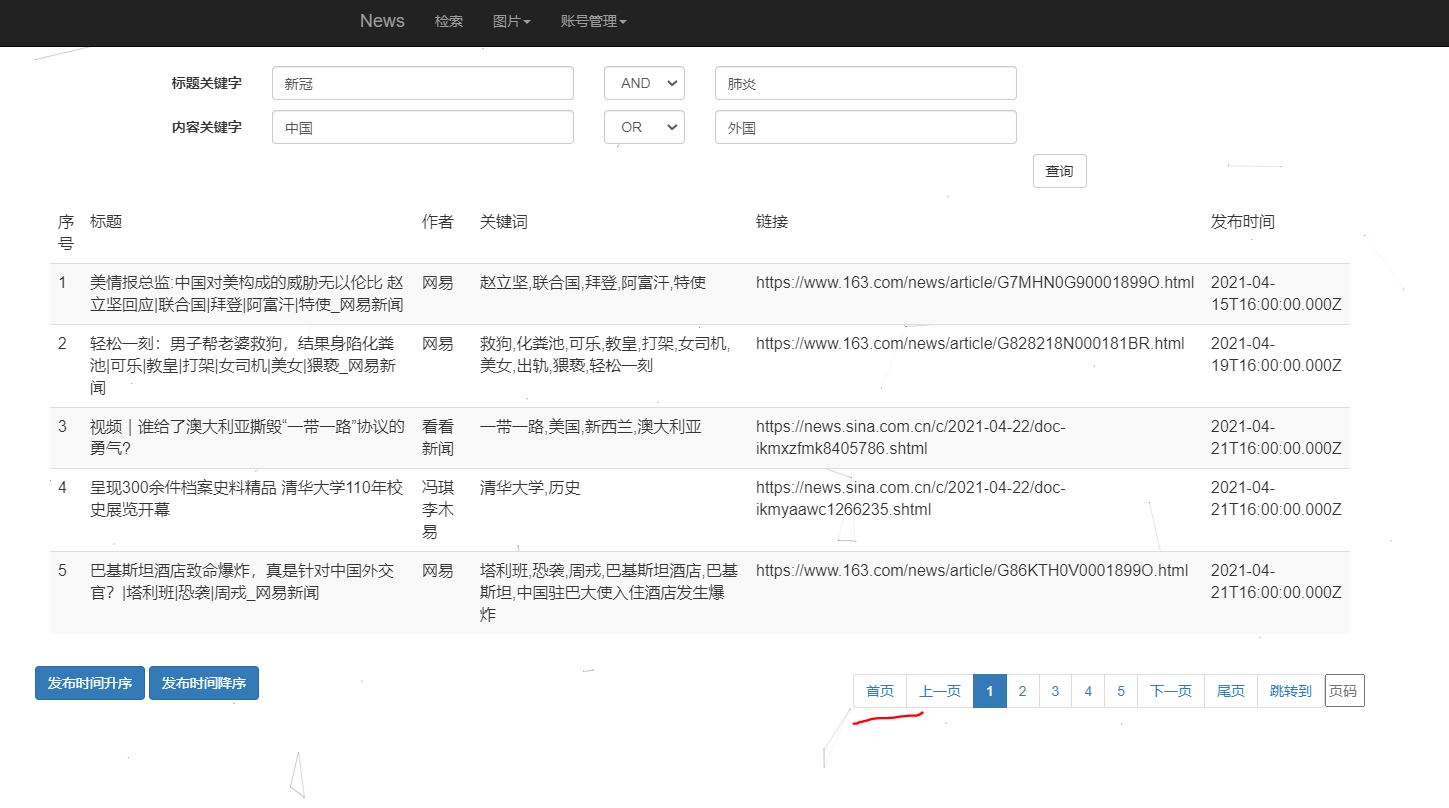 News 检索 图片 账号管理
标题关键字 新冠 AND 肺炎
内容关键字 中国 OR 外国
查询
序号 标题 作者 关键词 链接 发布时间
1 美情报总监:中国对美构成的威胁无以伦比 赵 网易 赵立坚,联合国,拜登,阿富汗,特使 https://www.163.com/news/article/G7MHN0G90001899O.html 2021-04-
立坚回应|联合国|拜登|阿富汗|特使_网易新闻 15T16:00:00.000Z
2 轻松一刻：男子帮老婆救狗，结果身陷化粪 网易 救狗,化粪池,可乐,教皇,打架,女司机, https://www.163.com/news/article/G828218N000181BR.html 2021-04-
池|可乐|教皇|打架|女司机|美女|猥亵_网易新 美女,出轨,猥亵,轻松一刻 19T16:00:00.000Z
闻
3 视频｜谁给了澳大利亚撕毁“一带一路”协议的 看看 一带一路,美国,新西兰,澳大利亚 https://news.sina.com.cn/c/2021-04-22/doc- 2021-04-
勇气? 新闻 ikmxzfmk8405786.shtml 21T16:00:00.000Z
4 呈现300余件档案史料精品 清华大学110年校 冯琪 清华大学,历史 https://news.sina.com.cn/c/2021-04-22/doc- 2021-04-
史展览开幕 李木 ikmyaawc1266235.shtml 21T16:00:00.000Z
易
5 巴基斯坦酒店致命爆炸，真是针对中国外交 网易 塔利班,恐袭,周戎,巴基斯坦酒店,巴基 https://www.163.com/news/article/G86KTH0V0001899O.html 2021-04-
官？|塔利班|恐袭|周戎_网易新闻 斯坦,中国驻巴大使入住酒店发生爆 21T16:00:00.000Z
炸
发布时间升序 发布时间降序 首页 上一页 1 2 3 4 5 下一页 尾页 跳转到 页码